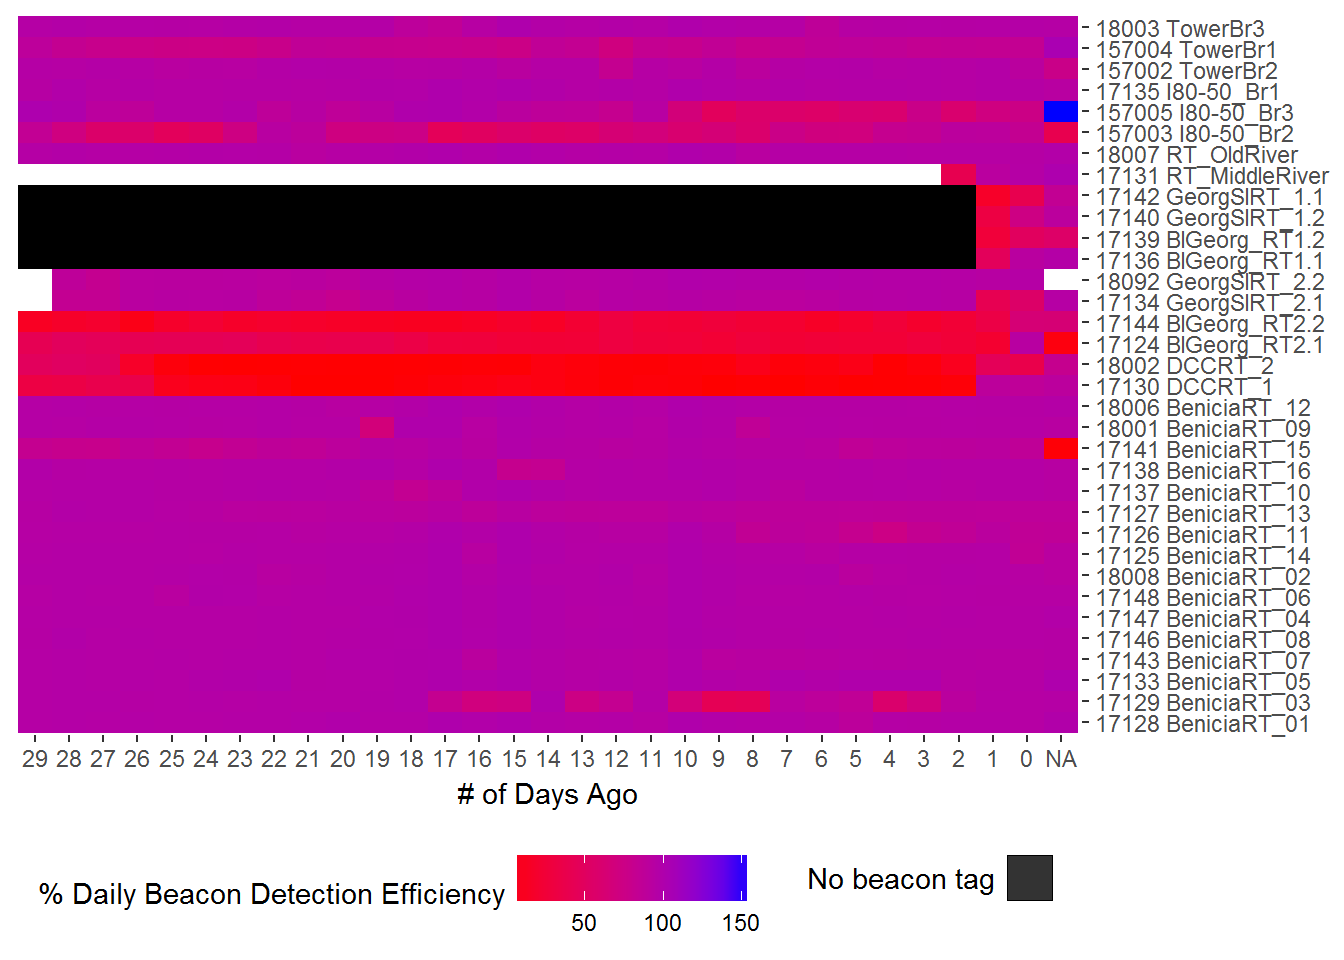 18003 TowerBr3
157004 TowerBr1
157002 TowerBr2
17135 I80-50_Br1
157005 I80-50_Br3
157003 I80-50_Br2
18007 RT_OldRiver
17131 RT_MiddleRiver
17142 GeorgSlRT_1.1
17140 GeorgSlRT_1.2
17139 BlGeorg_RT1.2
17136 BlGeorg_RT1.1
18092 GeorgSlRT_2.2
17134 GeorgSlRT_2.1
17144 BlGeorg_RT2.2
17124 BlGeorg_RT2.1
18002 DCCRT_2
17130 DCCRT_1
18006 BeniciaRT_12
18001 BeniciaRT_09
17141 BeniciaRT_15
17138 BeniciaRT_16
17137 BeniciaRT_10
17127 BeniciaRT_13
17126 BeniciaRT_11
17125 BeniciaRT_14
18008 BeniciaRT_02
17148 BeniciaRT_06
17147 BeniciaRT_04
17146 BeniciaRT_08
17143 BeniciaRT_07
17133 BeniciaRT_05
17129 BeniciaRT_03
17128 BeniciaRT_01
29 28 27 26 25 24 23 22 21 20 19 18 17 16 15 14 13 12 11 10 9 8 7 6 5 4 3 2 1 0 NA
# of Days Ago
% Daily Beacon Detection Efficiency
50 100 150
No beacon tag